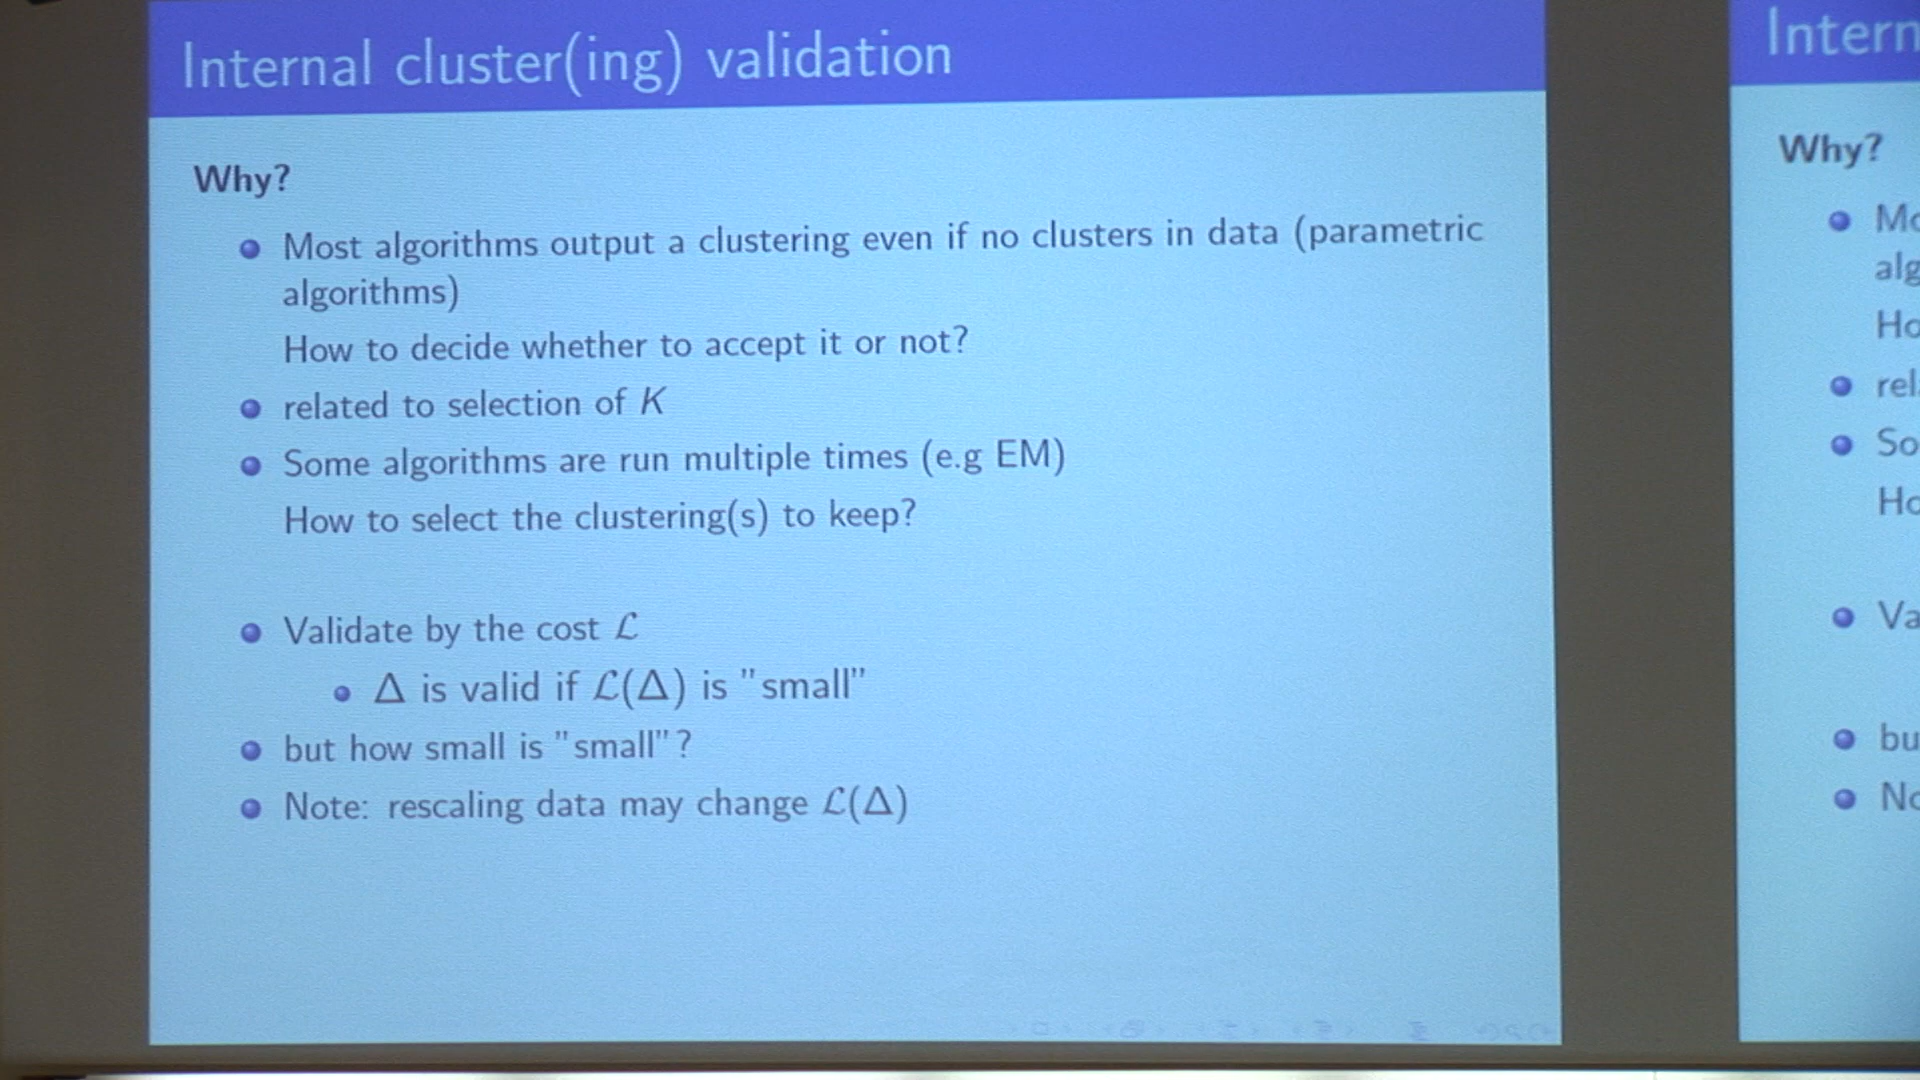 Internal cluster(ing) validation
Why?
Most algorithms output a clustering even if no clusters in data (parametric
algorithms)
How to decide whether to accept it or not?
related to selection of K
Some algorithms are run multiple times (e.g EM)
How to select the clustering(s) to keep?
Validate by the cost ℒ
Δ is valid if ℒ(Δ) is "small"
but how small is "small"?
Note: rescaling data may change ℒ(Δ)
Intern
Why?
Mo
alg
Ho
rel
So
Ho
Va
bu
No